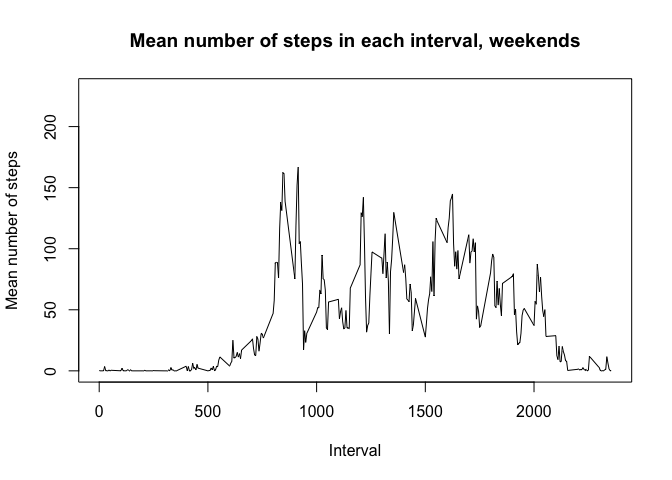 Mean number of steps in each interval, weekends
Mean number of steps
200
150
100
50
0
0 500 1000 1500 2000
Interval